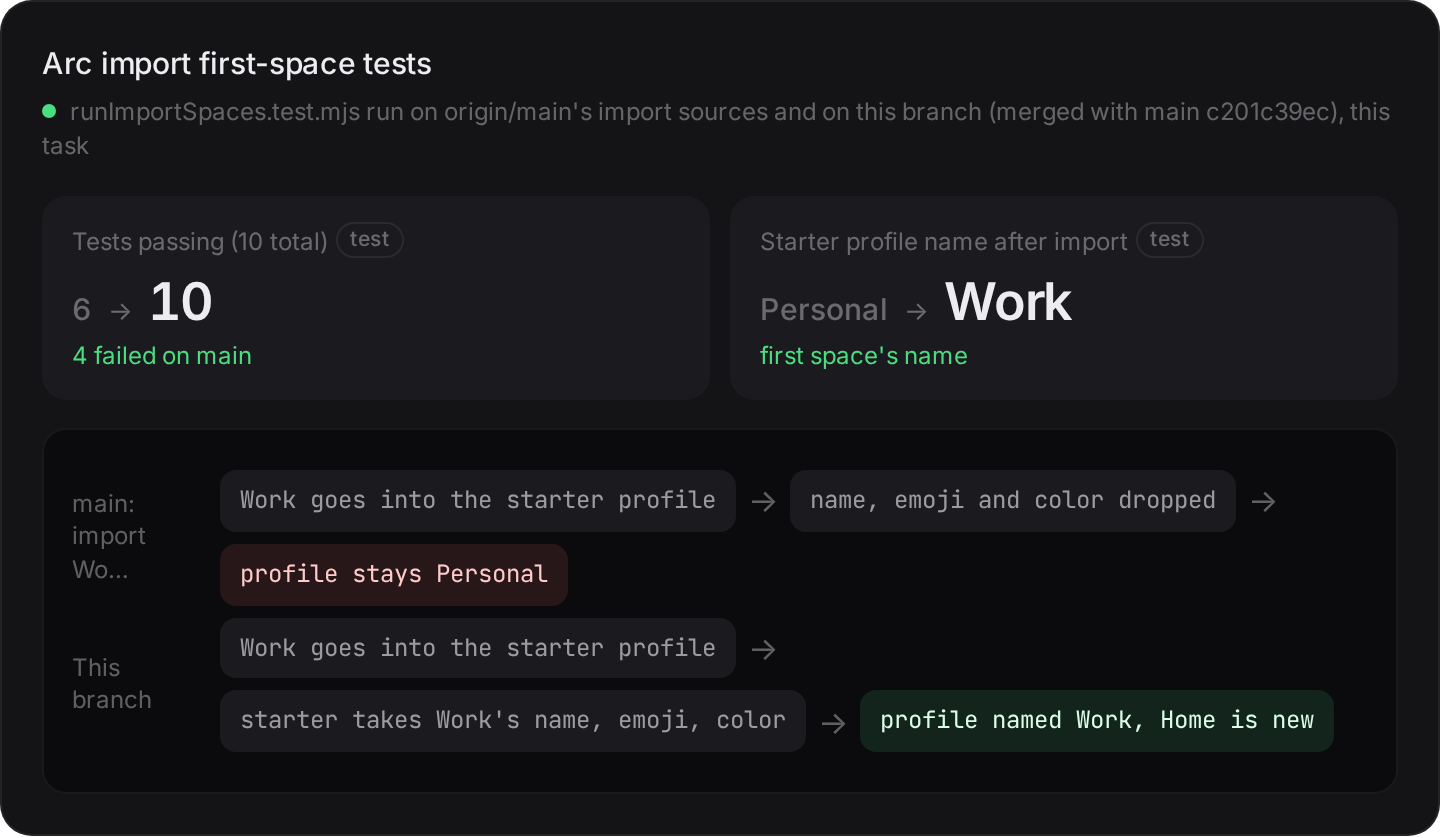 Arc import first-space tests
runImportSpaces.test.mjs run on origin/main's import sources and on this branch (merged with main c201c39ec), this
task
Tests passing (10 total) test
6 → 10
4 failed on main
Starter profile name after import test
Personal → Work
first space's name
main:
import
Wo...
Work goes into the starter profile → name, emoji and color dropped →
profile stays Personal
This
branch
Work goes into the starter profile →
starter takes Work's name, emoji, color → profile named Work, Home is new